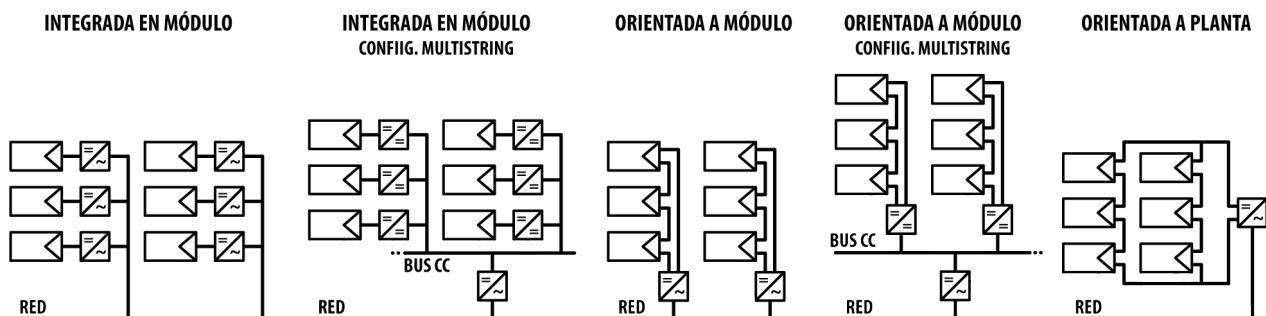 INTEGRADA EN MÓDULO
INTEGRADA EN MÓDULO
CONFIIG. MULTISTRING
ORIENTADA A MÓDULO
ORIENTADA A MÓDULO
CONFIIG. MULTISTRING
ORIENTADA A PLANTA
BUS CC
BUS CC
RED
RED
RED
RED
RED